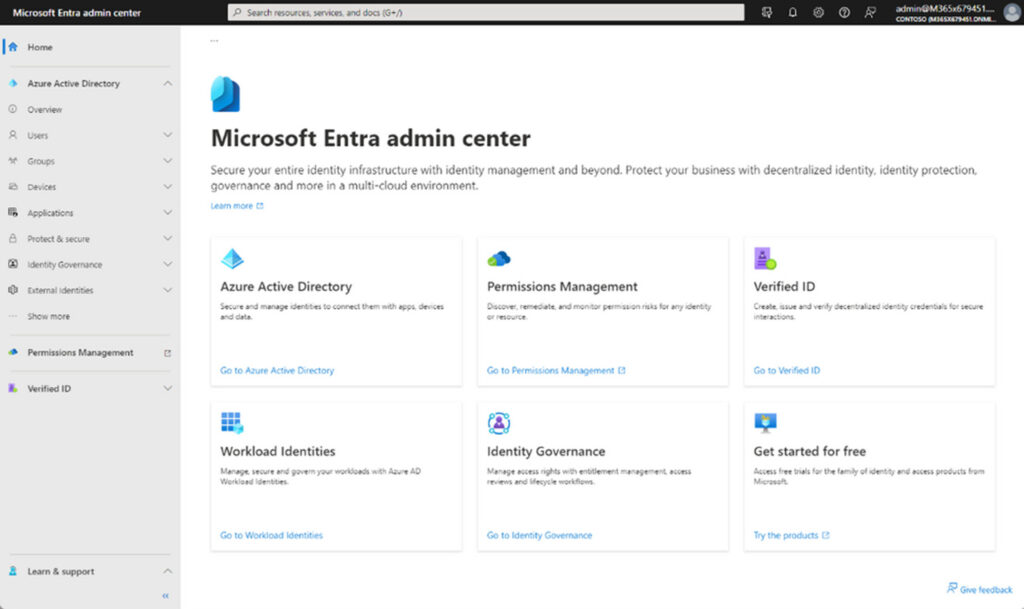 Microsoft Entra admin center
Search resources, services, and docs (G+/)
admin@M365x679451....
CONTOSO (M365X679451.ONMI...
Home
Azure Active Directory
Overview
Users
Groups
Devices
Applications
Protect & secure
Identity Governance
External Identities
Show more
Permissions Management
Verified ID
Learn & support
...
Microsoft Entra admin center
Secure your entire identity infrastructure with identity management and beyond. Protect your business with decentralized identity, identity protection,
governance and more in a multi-cloud environment.
Learn more
Azure Active Directory
Secure and manage identities to connect them with apps, devices
and data.
Go to Azure Active Directory
Permissions Management
Discover, remediate, and monitor permission risks for any identity
or resource.
Go to Permissions Management
Verified ID
Create, issue and verify decentralized identity credentials for secure
interactions.
Go to Verified ID
Workload Identities
Manage, secure and govern your workloads with Azure AD
Workload Identities.
Go to Workload Identities
Identity Governance
Manage access rights with entitlement management, access
reviews and lifecycle workflows.
Go to Identity Governance
Get started for free
Access free trials for the family of identity and access products from
Microsoft.
Try the products
Give feedback